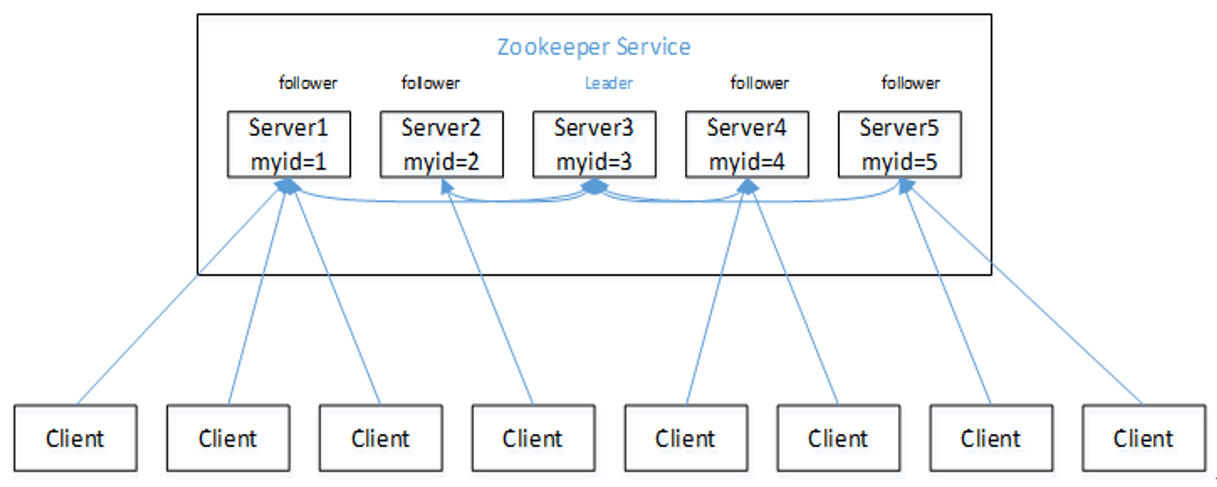 Zookeeper Service
follower
follower
Leader
follower
follower
Server1
myid=1
Server2
myid=2
Server3
myid=3
Server4
myid=4
Server5
myid=5
Client
Client
Client
Client
Client
Client
Client
Client